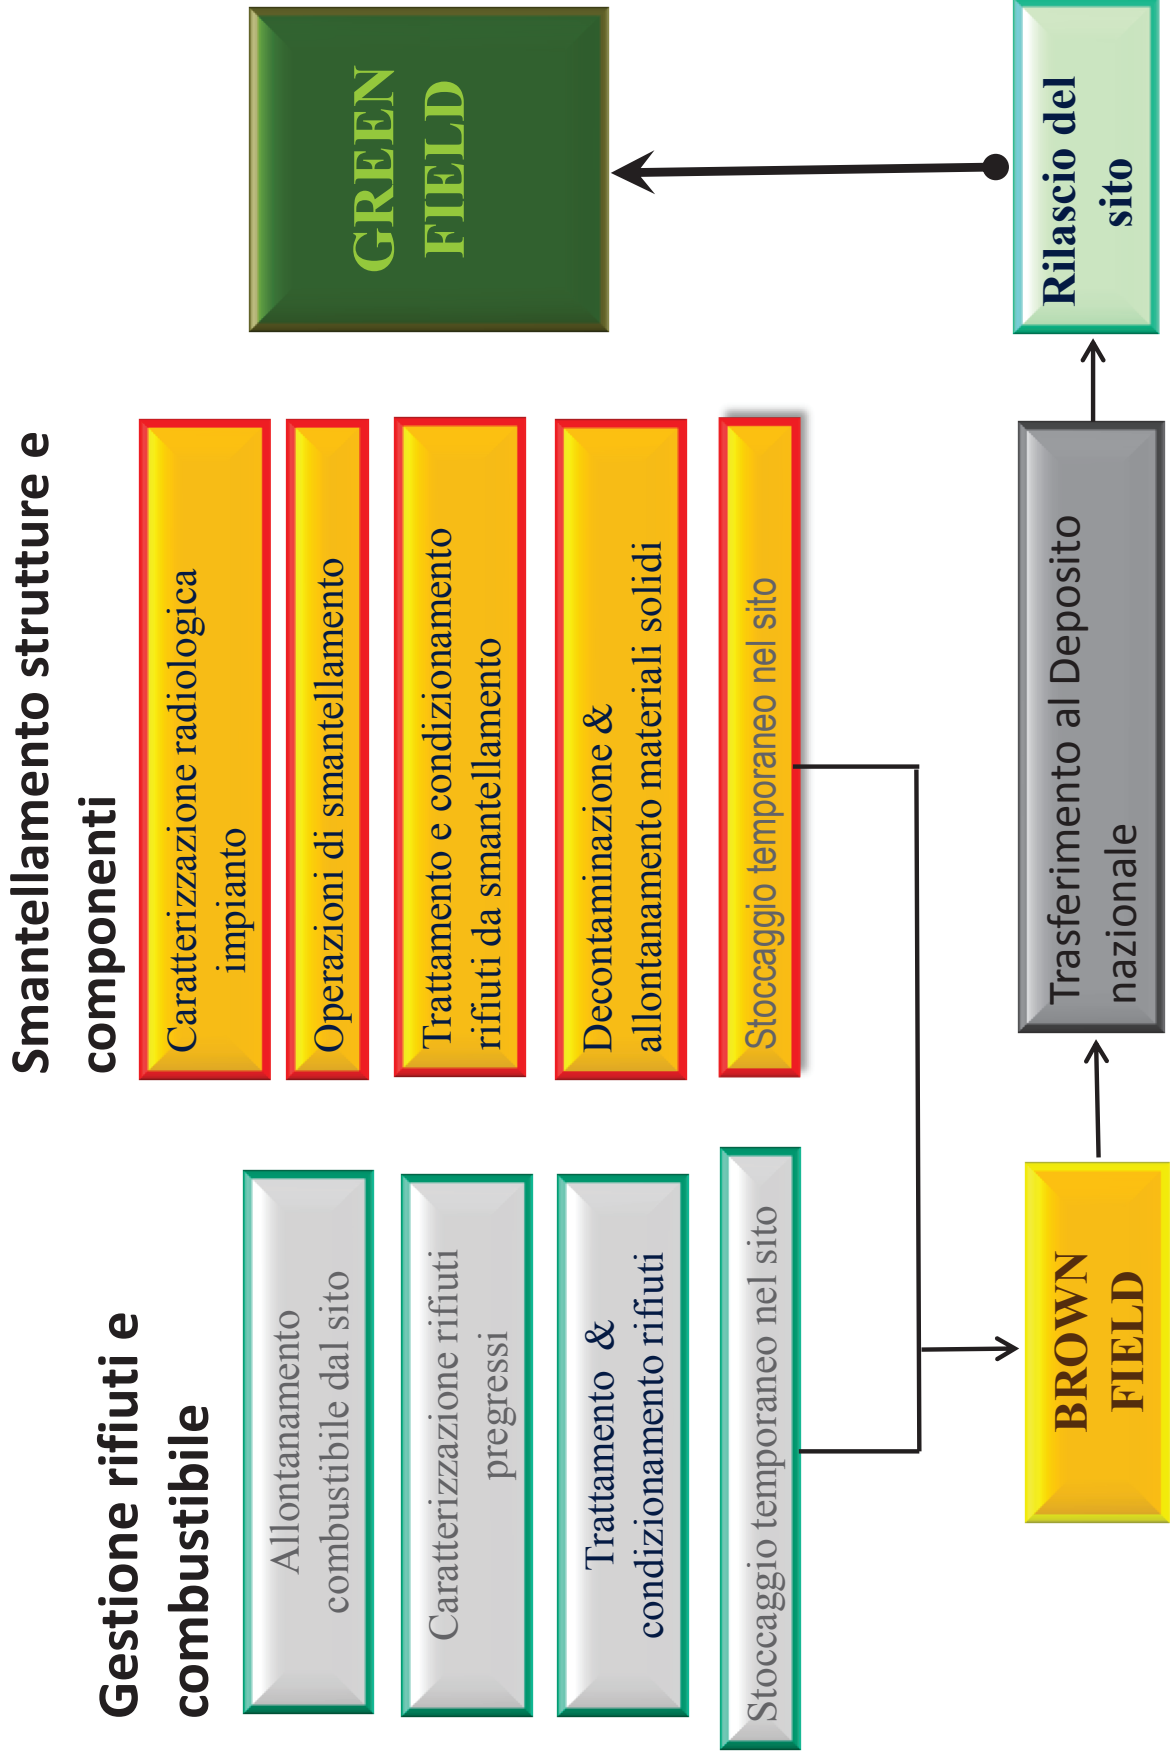 Gestione rifiuti e
combustibile
Allontanamento
combustibile dal sito
Caratterizzazione rifiuti
pregressi
Trattamento &
condizionamento rifiuti
Stoccaggio temporaneo nel sito
Smantellamento strutture e
componenti
Caratterizzazione radiologica
impianto
Operazioni di smantellamento
Trattamento e condizionamento
rifiuti da smantellamento
Decontaminazione &
allontanamento materiali solidi
Stoccaggio temporaneo nel sito
GREEN
FIELD
BROWN
FIELD
Trasferimento al Deposito
nazionale
Rilascio del
sito